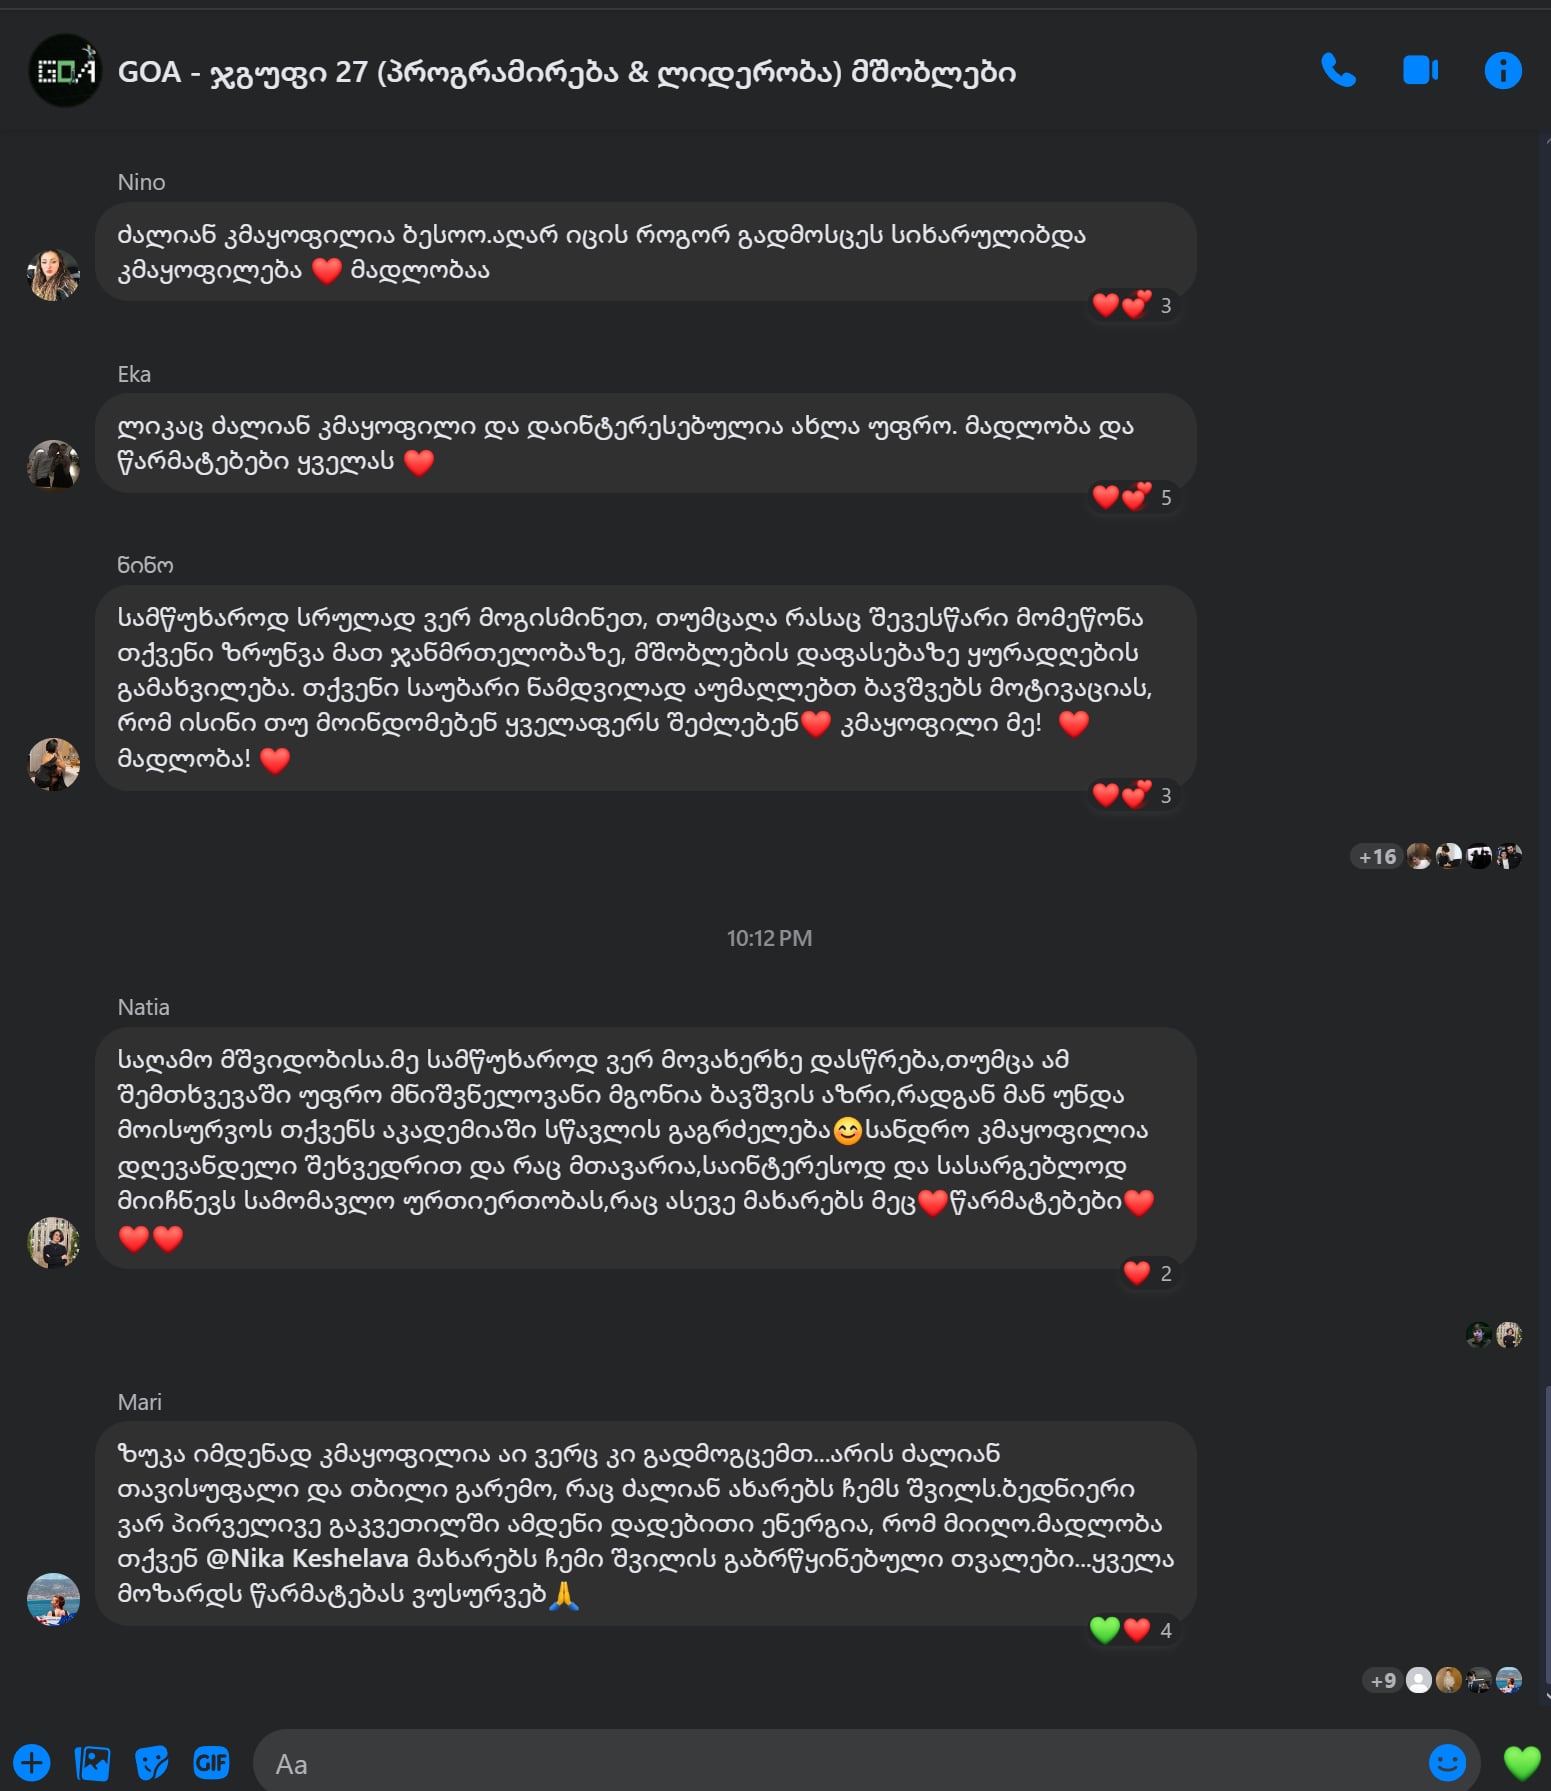 GOA
GOA - ჯგუფი 27 (პროგრამირება & ლიდერობა) მშობლები
Nino
ძალიან კმაყოფილია ბესოო.აღარ იცის როგორ გადმოსცეს სიხარულიბდა
კმაყოფილება ❤️ მადლობაა
❤️💕 3
Eka
ლიკაც ძალიან კმაყოფილი და დაინტერესებულია ახლა უფრო. მადლობა და
წარმატებები ყველას ❤️
❤️💕 5
ნინო
სამწუხაროდ სრულად ვერ მოგისმინეთ, თუმცაღა რასაც შევესწარი მომეწონა
თქვენი ზრუნვა მათ ჯანმრთელობაზე, მშობლების დაფასებაზე ყურადღების
გამახვილება. თქვენი საუბარი ნამდვილად აუმაღლებთ ბავშვებს მოტივაციას,
რომ ისინი თუ მოინდომებენ ყველაფერს შეძლებენ❤️ კმაყოფილი მე! ❤️
მადლობა! ❤️
❤️💕 3
+16
10:12 PM
Natia
საღამო მშვიდობისა.მე სამწუხაროდ ვერ მოვახერხე დასწრება,თუმცა ამ
შემთხვევაში უფრო მნიშვნელოვანი მგონია ბავშვის აზრი,რადგან მან უნდა
მოისურვოს თქვენს აკადემიაში სწავლის გაგრძელება😊სანდრო კმაყოფილია
დღევანდელი შეხვედრით და რაც მთავარია,საინტერესოდ და სასარგებლოდ
მიიჩნევს სამომავლო ურთიერთობას,რაც ასევე მახარებს მეც❤️წარმატებები❤️
❤️❤️
❤️ 2
Mari
ზუკა იმდენად კმაყოფილია აი ვერც კი გადმოგცემთ...არის ძალიან
თავისუფალი და თბილი გარემო, რაც ძალიან ახარებს ჩემს შვილს.ბედნიერი
ვარ პირველივე გაკვეთილში ამდენი დადებითი ენერგია, რომ მიიღო.მადლობა
თქვენ @Nika Keshelava მახარებს ჩემი შვილის გაბრწყინებული თვალები...ყველა
მოზარდს წარმატებას ვუსურვებ🙏
💚❤️ 4
+9
GIF
Aa